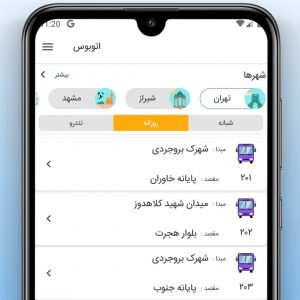 11:20
اتوبوس
شهرها
بیشتر
تهران
شیراز
مشهد
شبانه
روزانه
تندرو
مبدا : شهرک بروجردی
۲۰۱
مقصد : پایانه خاوران
مبدا : میدان شهید کلاهدوز
۲۰۲
مقصد : بلوار هجرت
مبدا : شهرک بروجردی
۲۰۳
مقصد : پایانه جنوب